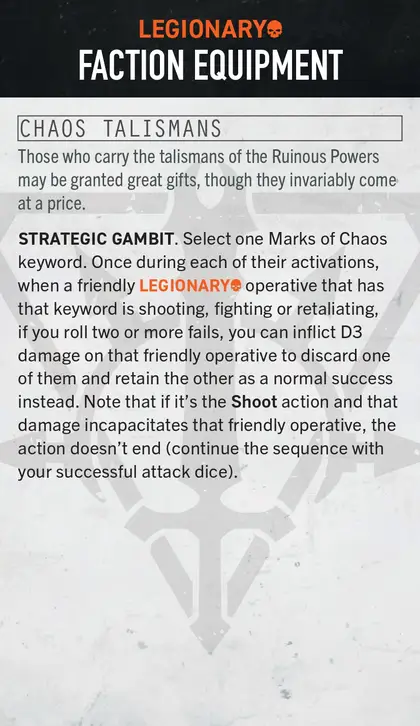 LEGIONARY
FACTION EQUIPMENT
CHAOS TALISMANS
Those who carry the talismans of the Ruinous Powers
may be granted great gifts, though they invariably come
at a price.
STRATEGIC GAMBIT. Select one Marks of Chaos
keyword. Once during each of their activations,
when a friendly LEGIONARY operative that has
that keyword is shooting, fighting or retaliating,
if you roll two or more fails, you can inflict D3
damage on that friendly operative to discard one
of them and retain the other as a normal success
instead. Note that if it's the Shoot action and that
damage incapacitates that friendly operative, the
action doesn't end (continue the sequence with
your successful attack dice).